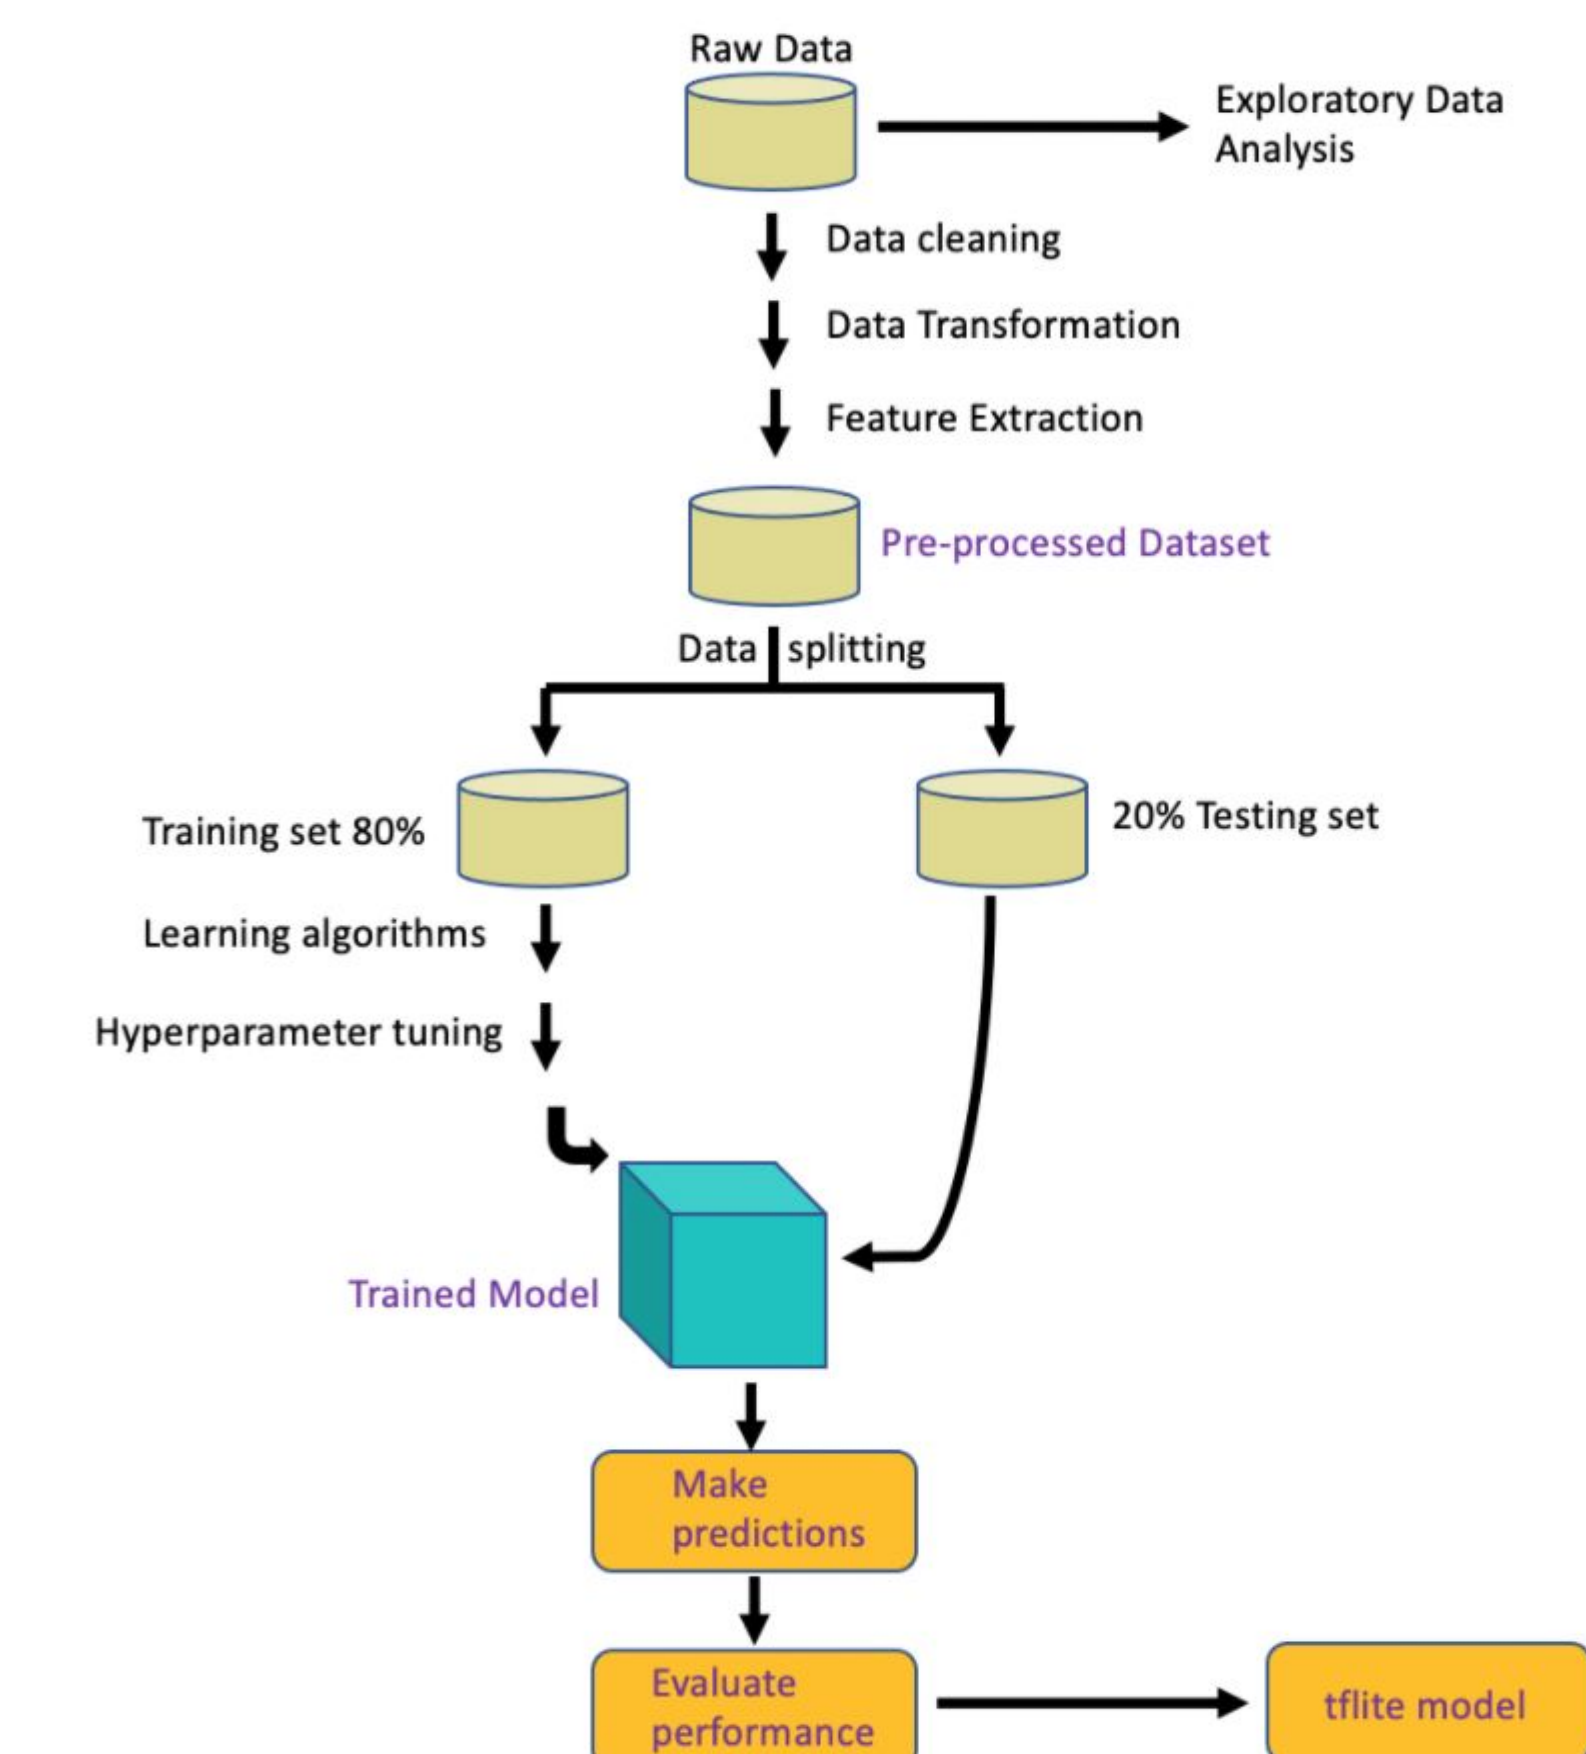 Raw Data
Exploratory Data
Analysis
Data cleaning
Data Transformation
Feature Extraction
Pre-processed Dataset
Data splitting
Training set 80%
20% Testing set
Learning algorithms
Hyperparameter tuning
Trained Model
Make
predictions
Evaluate
performance
tflite model